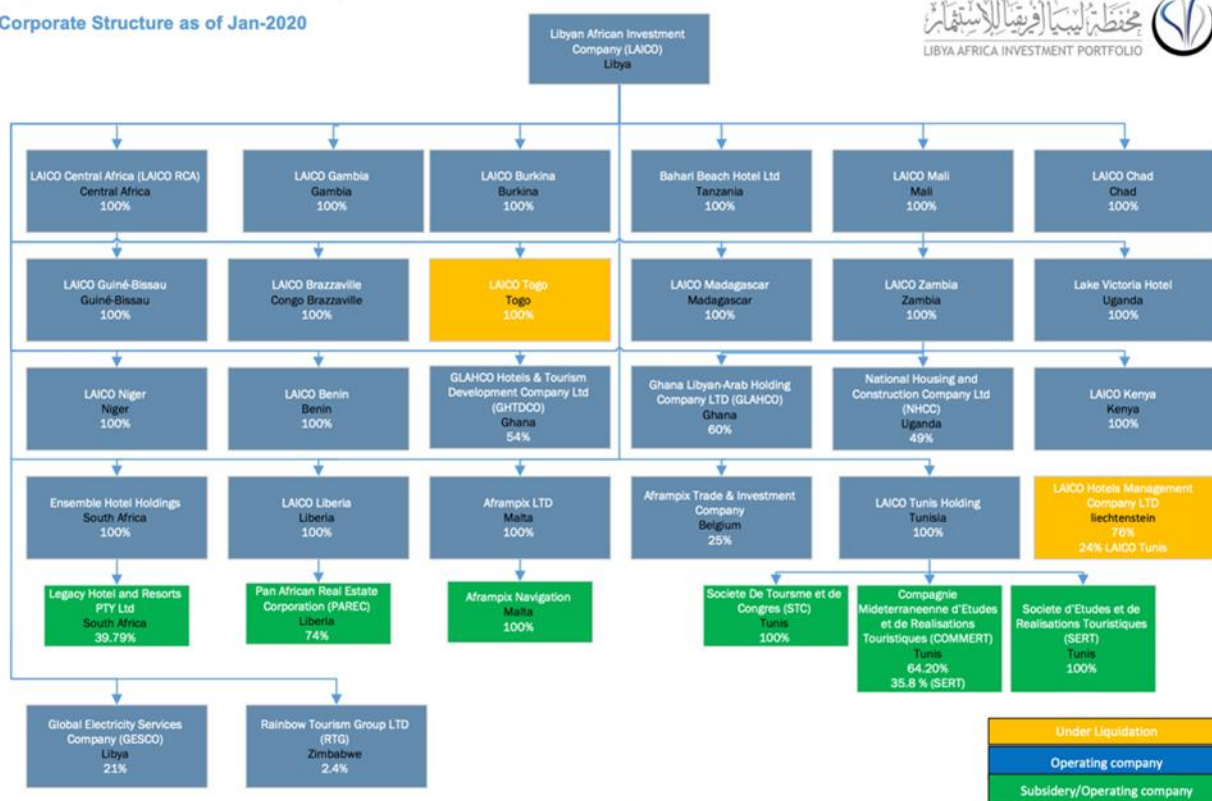 Corporate Structure as of Jan-2020
محفظة ليبيا أفريقيا للاستثمار
LIBYA AFRICA INVESTMENT PORTFOLIO
Libyan African Investment
Company (LAICO)
Libya
LAICO Central Africa (LAICO RCA)
Central Africa
100%
LAICO Gambia
Gambia
100%
LAICO Burkina
Burkina
100%
Bahari Beach Hotel Ltd
Tanzania
100%
LAICO Mali
Mali
100%
LAICO Chad
Chad
100%
LAICO Guiné-Bissau
Guiné-Bissau
100%
LAICO Brazzaville
Congo Brazzaville
100%
LAICO Togo
Togo
100%
LAICO Madagascar
Madagascar
100%
LAICO Zambia
Zambia
100%
Lake Victoria Hotel
Uganda
100%
LAICO Niger
Niger
100%
LAICO Benin
Benin
100%
GLAHCO Hotels & Tourism
Development Company Ltd
(GHTDCO)
Ghana
54%
Ghana Libyan-Arab Holding
Company LTD (GLAHCO)
Ghana
60%
National Housing and
Construction Company Ltd
(NHCC)
Uganda
49%
LAICO Kenya
Kenya
100%
Ensemble Hotel Holdings
South Africa
100%
LAICO Liberia
Liberia
100%
Aframpix LTD
Malta
100%
Aframpix Trade & Investment
Company
Belgium
25%
LAICO Tunis Holding
Tunisia
100%
LAICO Hotels Management
Company LTD
liechtenstein
76%
24% LAICO Tunis
Legacy Hotel and Resorts
PTY Ltd
South Africa
39.79%
Pan African Real Estate
Corporation (PAREC)
Liberia
74%
Aframpix Navigation
Malta
100%
Societe De Toursme et de
Congres (STC)
Tunis
100%
Compagnie
Mideterraneenne d'Etudes
et de Realisations
Touristiques (COMMERT)
Tunis
64.20%
35.8 % (SERT)
Societe d'Etudes et de
Realisations Touristiques
(SERT)
Tunis
100%
Global Electricity Services
Company (GESCO)
Libya
21%
Rainbow Tourism Group LTD
(RTG)
Zimbabwe
2.4%
Under Liquidation
Operating company
Subsidery/Operating company